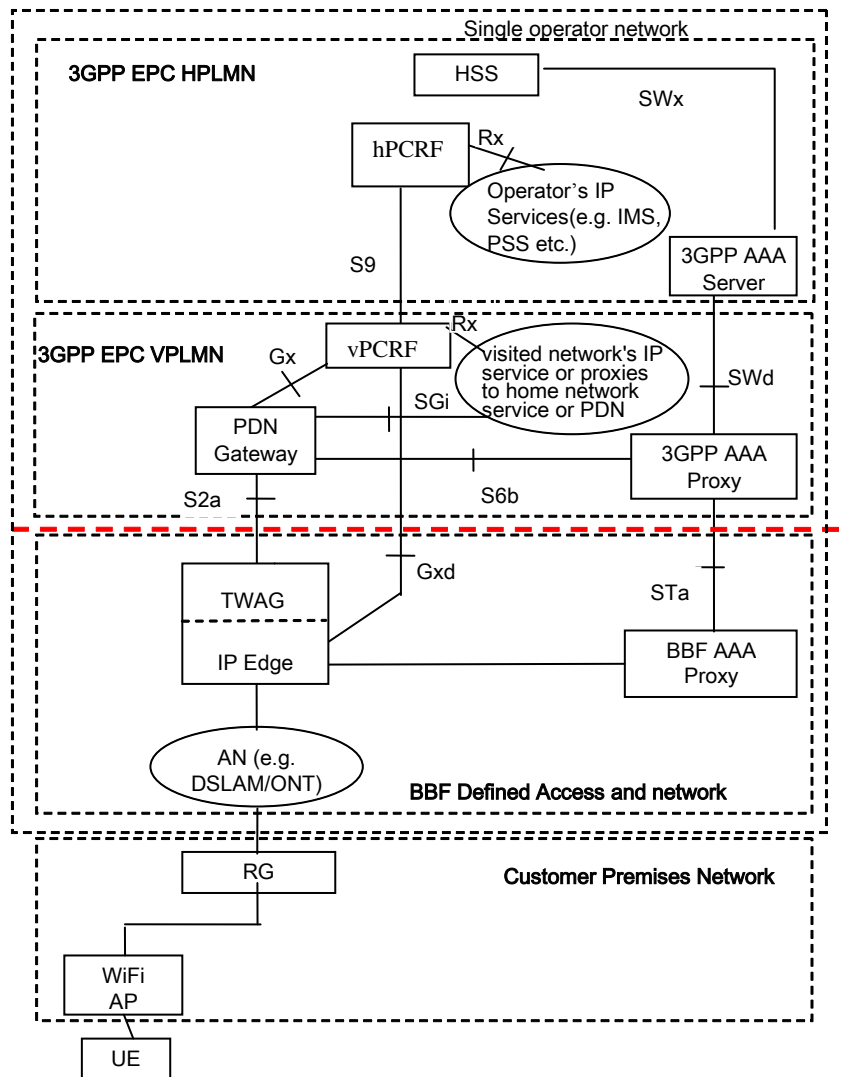 Single operator network
3GPP EPC HPLMN
HSS
SWx
hPCRF
Rx
Operator's IP
Services(e.g. IMS,
PSS etc.)
S9
3GPP AAA
Server
3GPP EPC VPLMN
Gx
vPCRF
Rx
visited network's IP
service or proxies
to home network
service or PDN
SWd
SGi
PDN
Gateway
3GPP AAA
Proxy
S2a
S6b
Gxd
STa
TWAG
IP Edge
BBF AAA
Proxy
AN (e.g.
DSLAM/ONT)
BBF Defined Access and network
RG
Customer Premises Network
WiFi
AP
UE